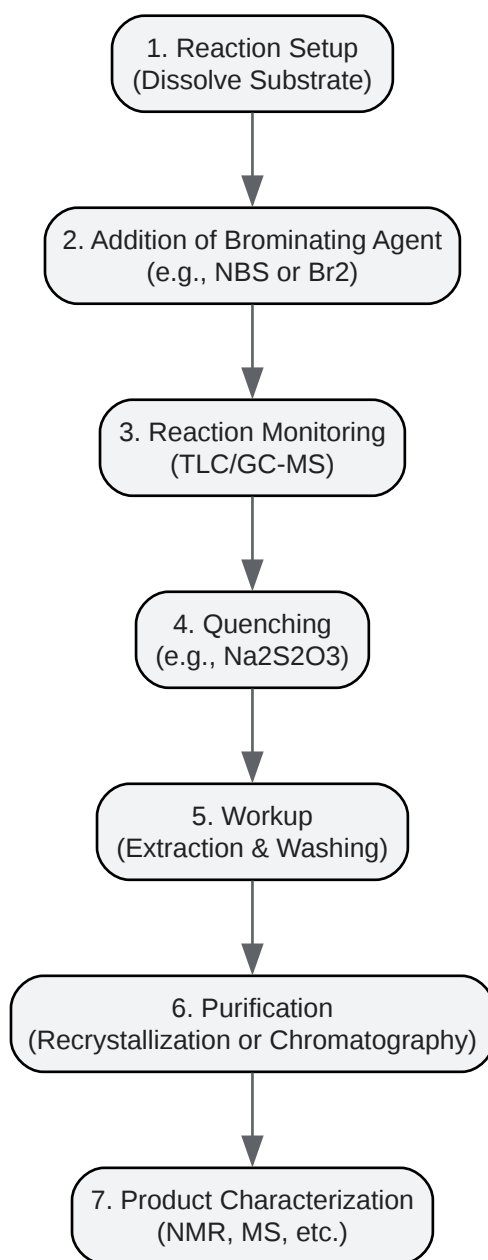 1. Reaction Setup
(Dissolve Substrate)
2. Addition of Brominating Agent
(e.g., NBS or Br2)
3. Reaction Monitoring
(TLC/GC-MS)
4. Quenching
(e.g., Na2S2O3)
5. Workup
(Extraction & Washing)
6. Purification
(Recrystallization or Chromatography)
7. Product Characterization
(NMR, MS, etc.)